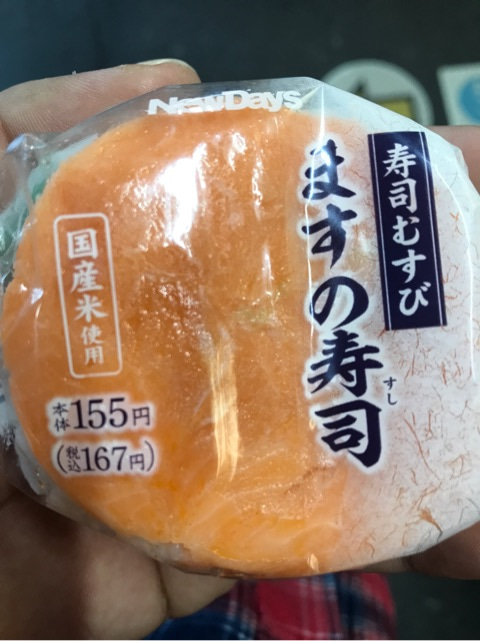 NewDays
寿司むすび
ますの寿司
すし
国産米使用
本体155円
(税込167円)